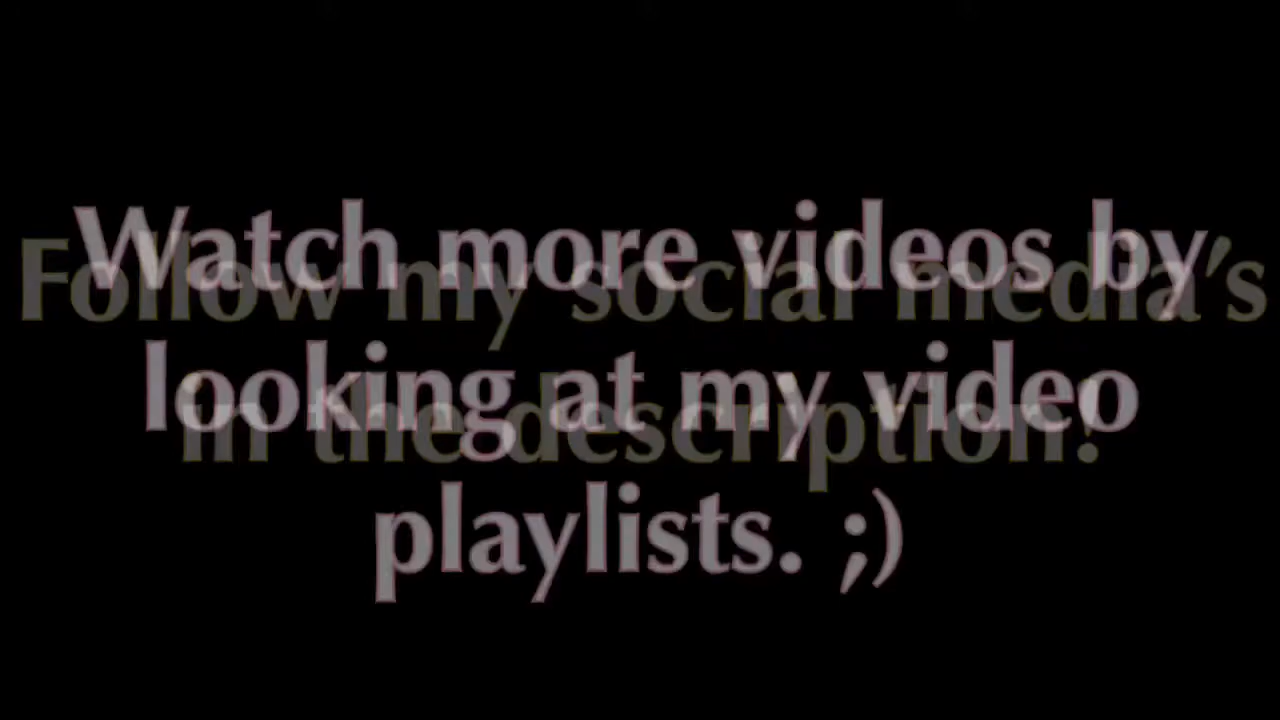 Watch more videos by
looking at my video
playlists. ;)
Follow my social media’s
in the description!